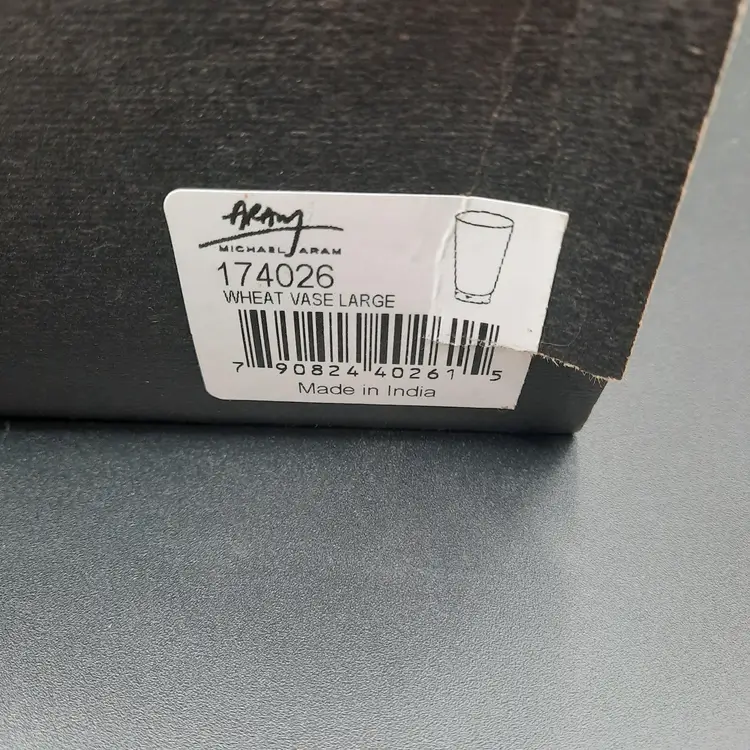 ARAM
MICHAEL ARAM
174026
WHEAT VASE LARGE
7 90824 40261 5
Made in India